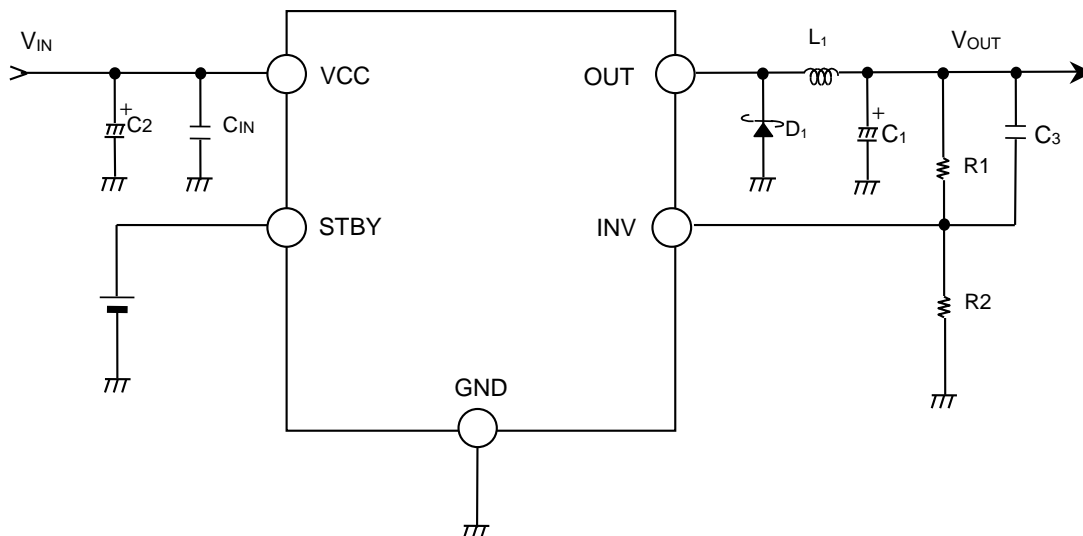 VIN
VCC
OUT
L1
VOUT
+
C2
CIN
D1
+
C1
R1
C3
STBY
INV
R2
GND